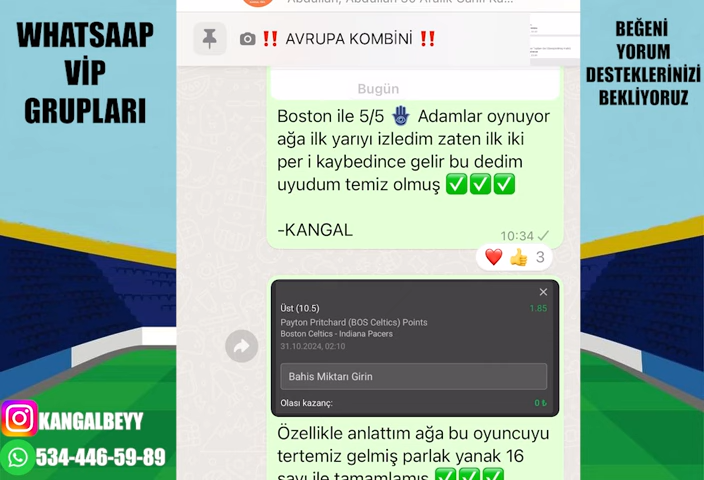 WHATSAAP
VİP
GRUPLARI
AVRUPA KOMBİNİ
Bugün
Boston ile 5/5 Adamlar oynuyor
ağa ilk yarıyı izledim zaten ilk iki
per i kaybedince gelir bu dedim
uyudum temiz olmuş
-KANGAL
10:34
3
Üst (10.5)
1.85
Payton Pritchard (BOS Celtics) Points
Boston Celtics - Indiana Pacers
31.10.2024, 02:10
Bahis Miktarı Girin
Olası kazanç:
0 ₺
Özellikle anlattım ağa bu oyuncuyu
tertemiz gelmiş parlak yanak 16
sayı ile tamamlamış
BEĞENİ
YORUM
DESTEKLERİNİZİ
BEKLİYORUZ
KANGALBEYY
534-446-59-89